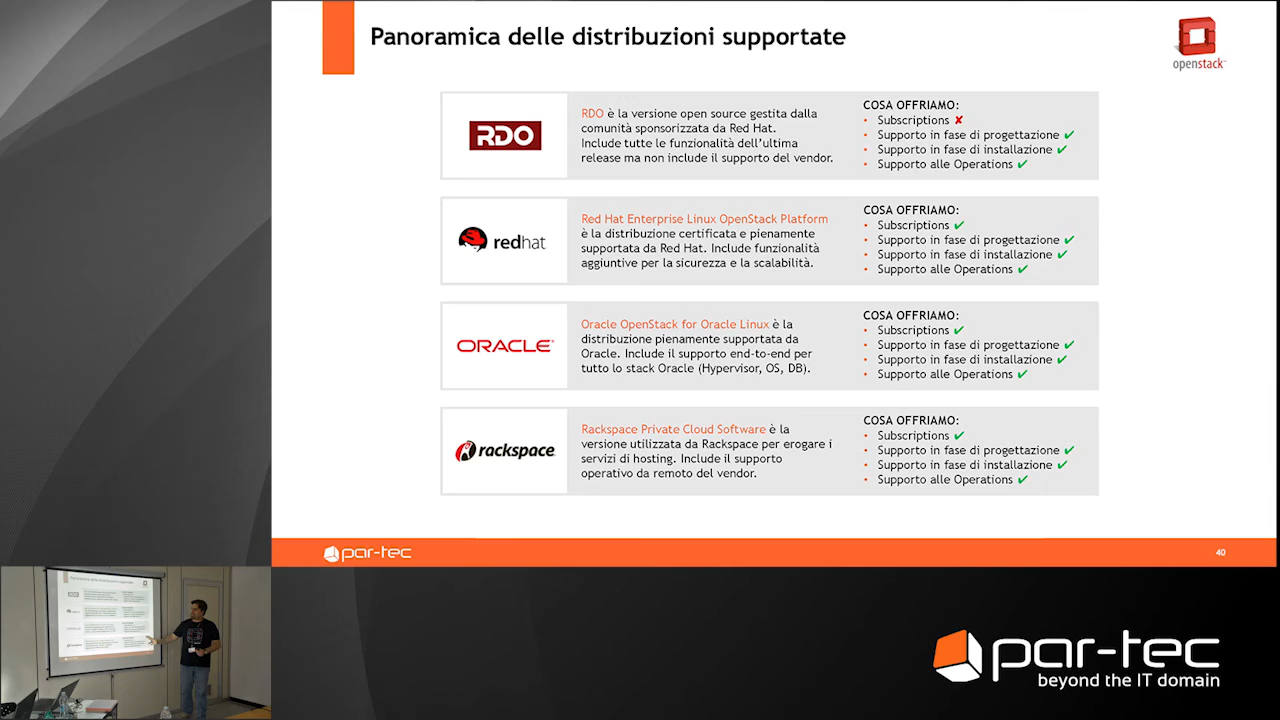 Panoramica delle distribuzioni supportate
openstack™
RDO
RDO è la versione open source gestita dalla
comunità sponsorizzata da Red Hat.
Include tutte le funzionalità dell'ultima
release ma non include il supporto del vendor.
COSA OFFRIAMO:
• Subscriptions ✘
• Supporto in fase di progettazione ✔
• Supporto in fase di installazione ✔
• Supporto alle Operations ✔
redhat
Red Hat Enterprise Linux OpenStack Platform
è la distribuzione certificata e pienamente
supportata da Red Hat. Include funzionalità
aggiuntive per la sicurezza e la scalabilità.
COSA OFFRIAMO:
• Subscriptions ✔
• Supporto in fase di progettazione ✔
• Supporto in fase di installazione ✔
• Supporto alle Operations ✔
ORACLE®
Oracle OpenStack for Oracle Linux è la
distribuzione pienamente supportata da
Oracle. Include il supporto end-to-end per
tutto lo stack Oracle (Hypervisor, OS, DB).
COSA OFFRIAMO:
• Subscriptions ✔
• Supporto in fase di progettazione ✔
• Supporto in fase di installazione ✔
• Supporto alle Operations ✔
rackspace.
Rackspace Private Cloud Software è la
versione utilizzata da Rackspace per erogare i
servizi di hosting. Include il supporto
operativo da remoto del vendor.
COSA OFFRIAMO:
• Subscriptions ✔
• Supporto in fase di progettazione ✔
• Supporto in fase di installazione ✔
• Supporto alle Operations ✔
par-tec
40
Panoramica delle distribuzioni supportate
par-tec
beyond the IT domain